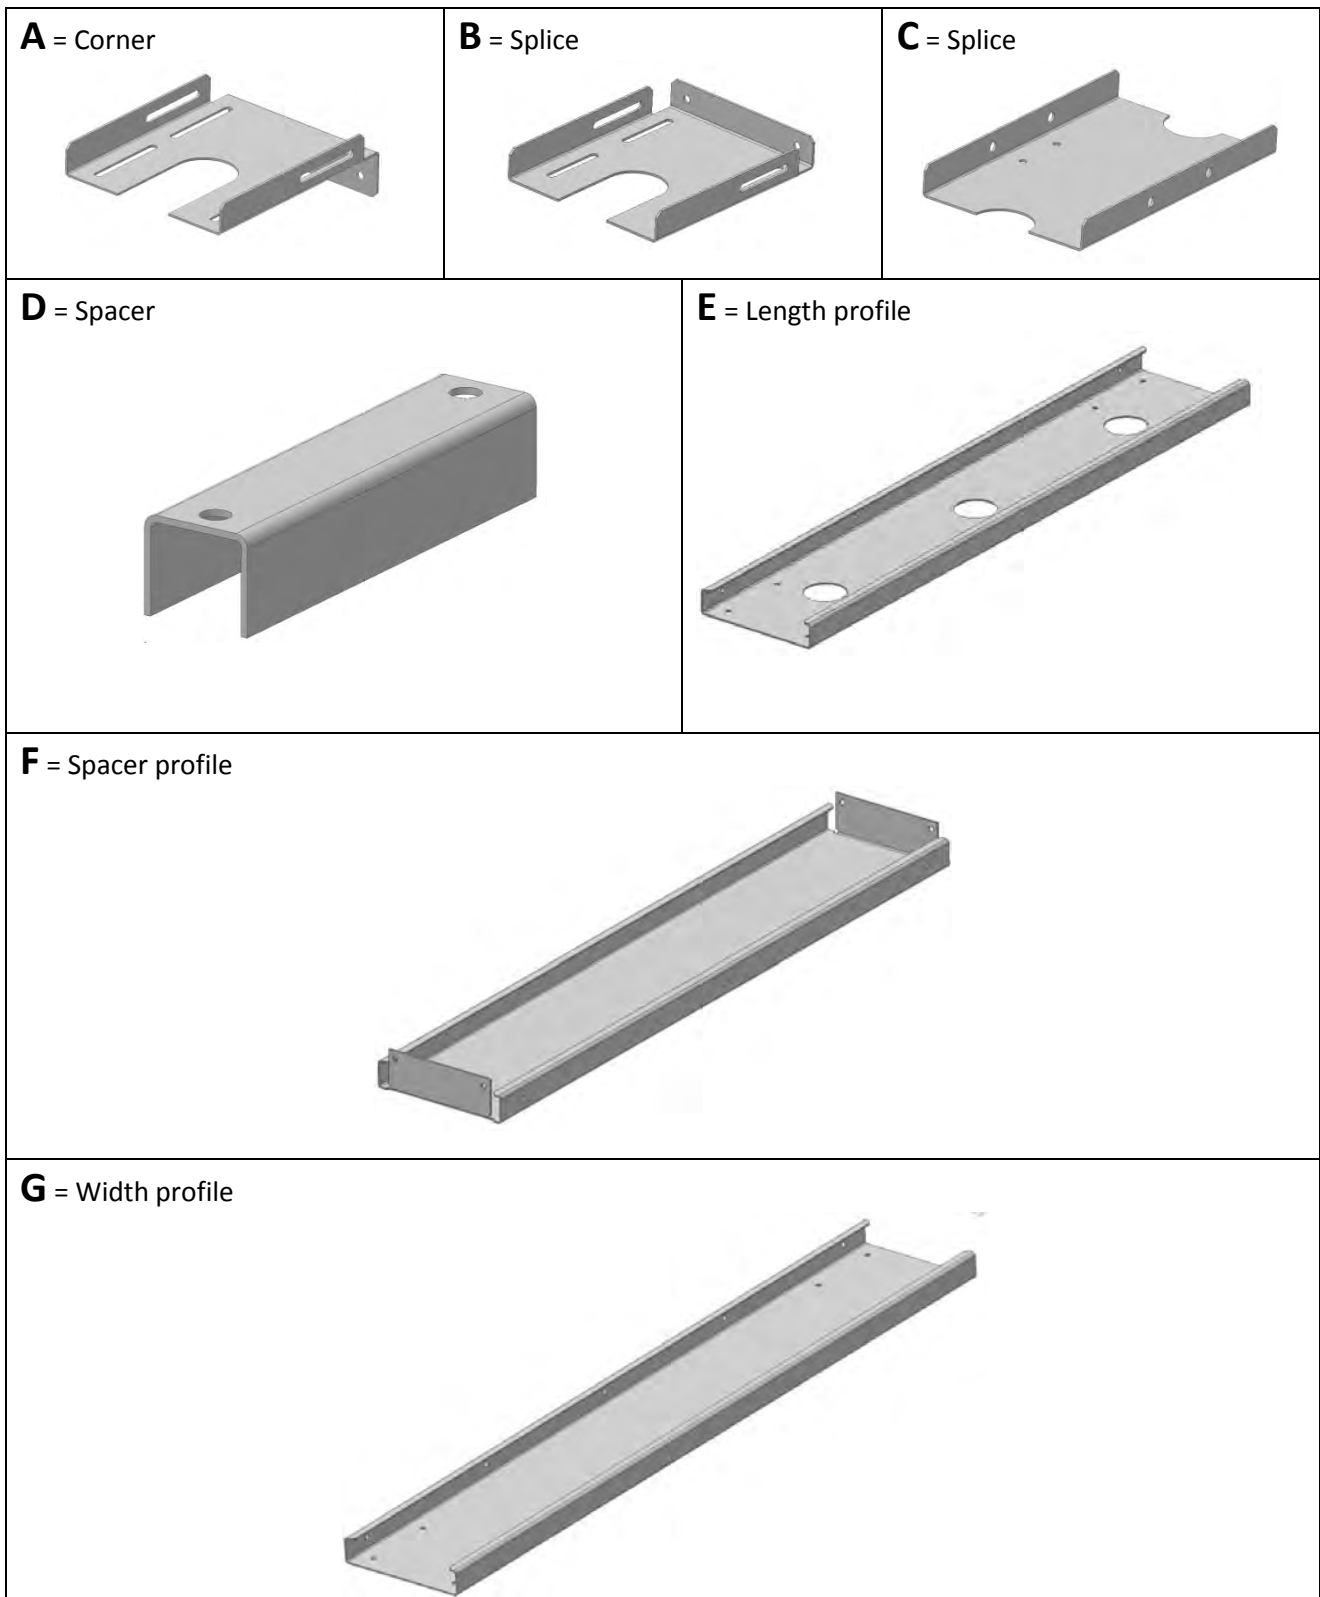 A = Corner
B = Splice
C = Splice
D = Spacer
E = Length profile
F = Spacer profile
G = Width profile